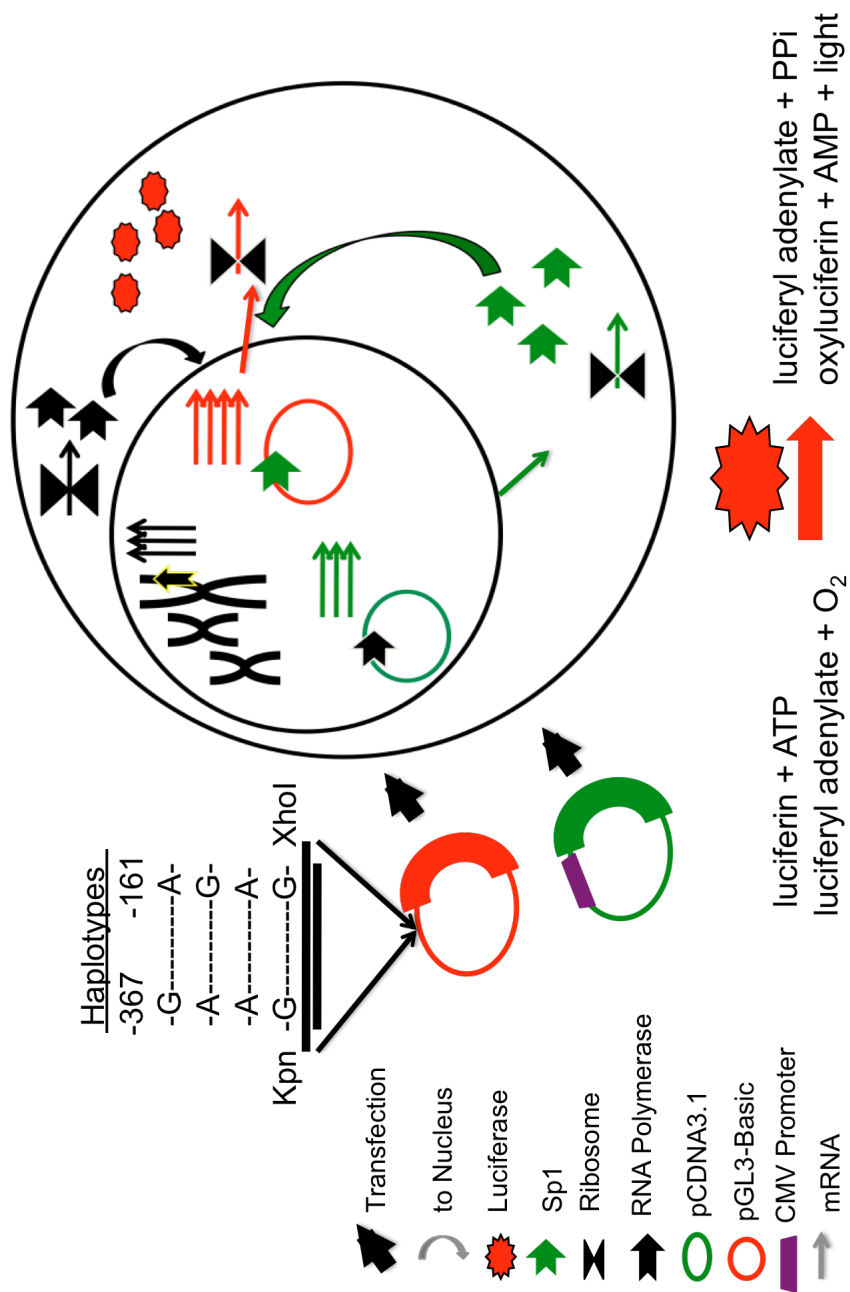 Haplotypes
-367 -161
-G----------A-
-A---------G-
-A----------A-
Kpn -G----------G- XhoI
Transfection
to Nucleus
Luciferase
Sp1
Ribosome
RNA Polymerase
pCDNA3.1
pGL3-Basic
CMV Promoter
mRNA
luciferin + ATP luciferyl adenylate + PPi
luciferyl adenylate + O2 oxyluciferin + AMP + light